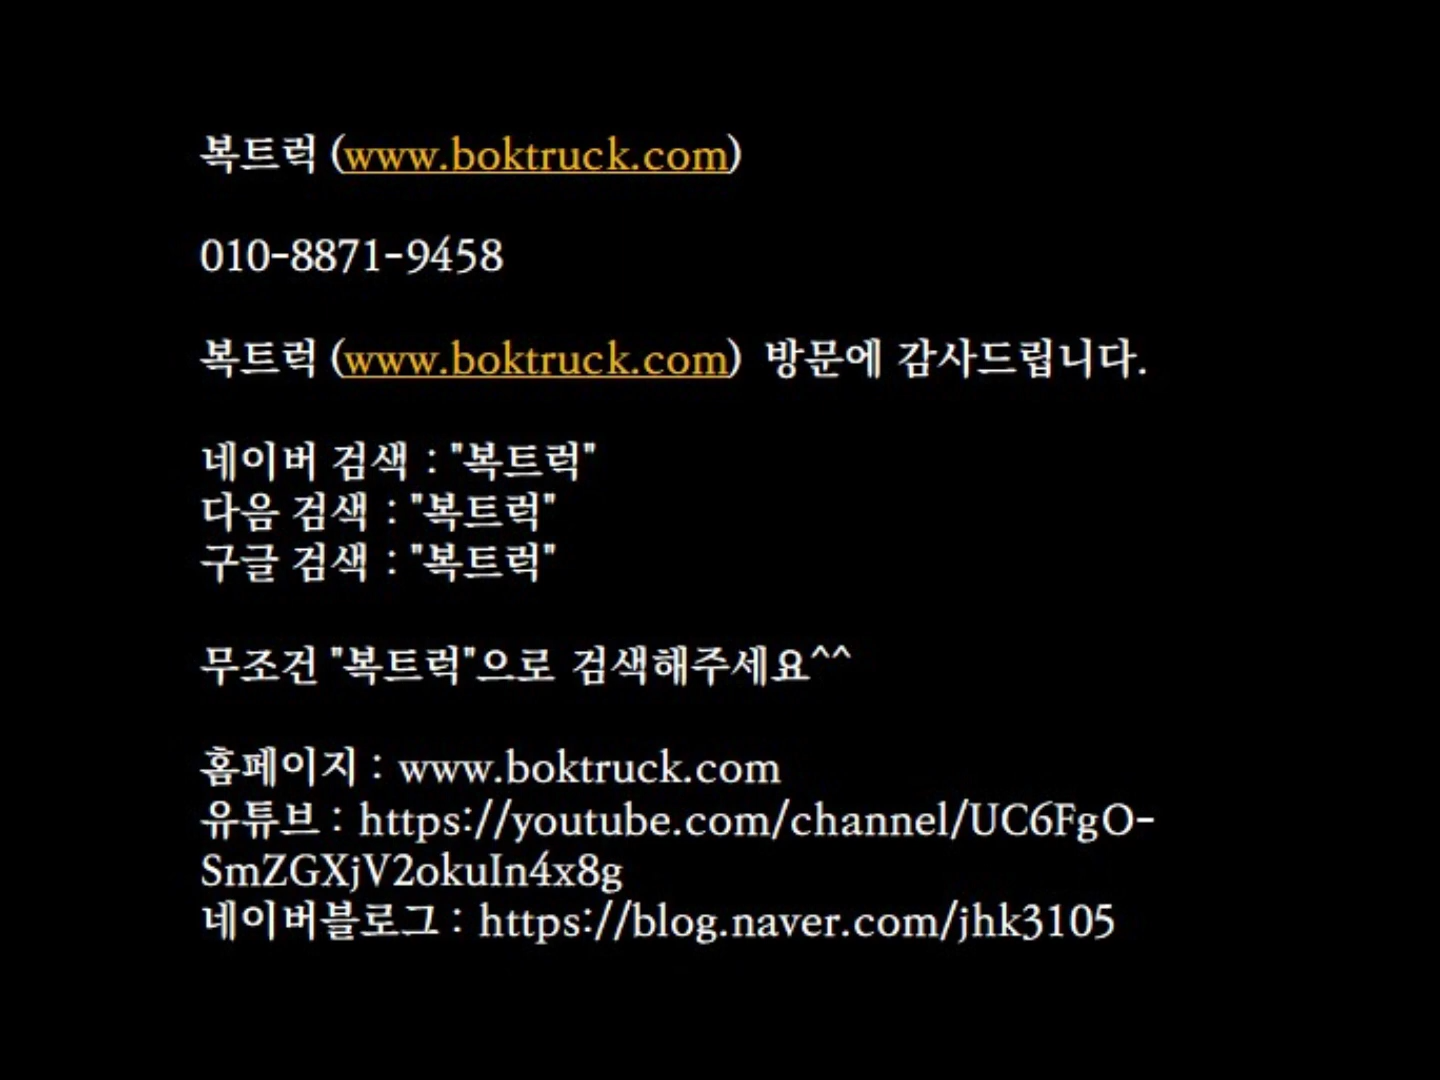 복트럭 (www.boktruck.com)
010-8871-9458
복트럭 (www.boktruck.com) 방문에 감사드립니다.
네이버 검색 : "복트럭"
다음 검색 : "복트럭"
구글 검색 : "복트럭"
무조건 "복트럭"으로 검색해주세요^^
홈페이지 : www.boktruck.com
유튜브 : https://youtube.com/channel/UC6FgO-
SmZGXjV2okuIn4x8g
네이버블로그 : https://blog.naver.com/jhk3105